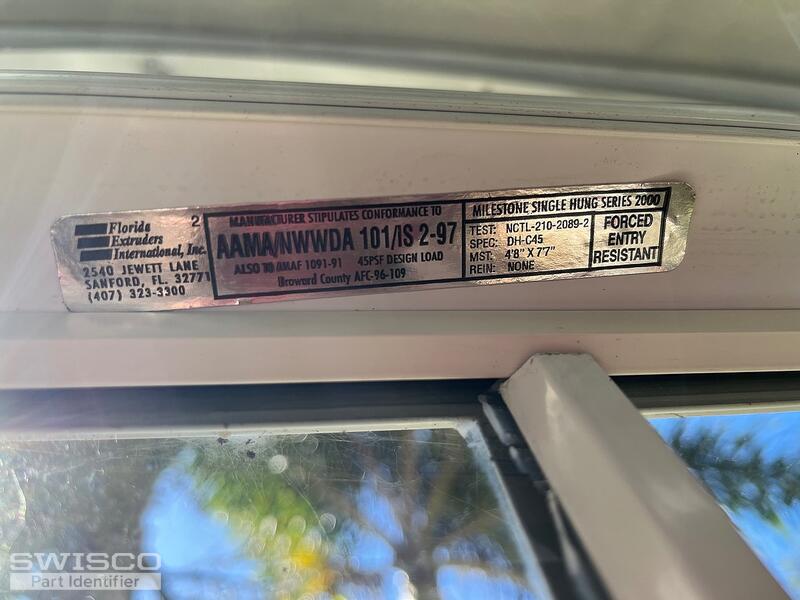 Florida
Extruders
International, Inc.
2540 JEWETT LANE
SANFORD, FL. 32771
(407) 323-3300
2
MANUFACTURER STIPULATES CONFORMANCE TO
AAMA/NWWDA 101/IS 2-97
ALSO TO AMAF 1091-91 45PSF DESIGN LOAD
Broward County AFC-96-109
MILESTONE SINGLE HUNG SERIES 2000
TEST: NCTL-210-2089-2
SPEC: DH-C45
MST: 4'8" X 7'7"
REIN: NONE
FORCED
ENTRY
RESISTANT
SWISCO
Part Identifier